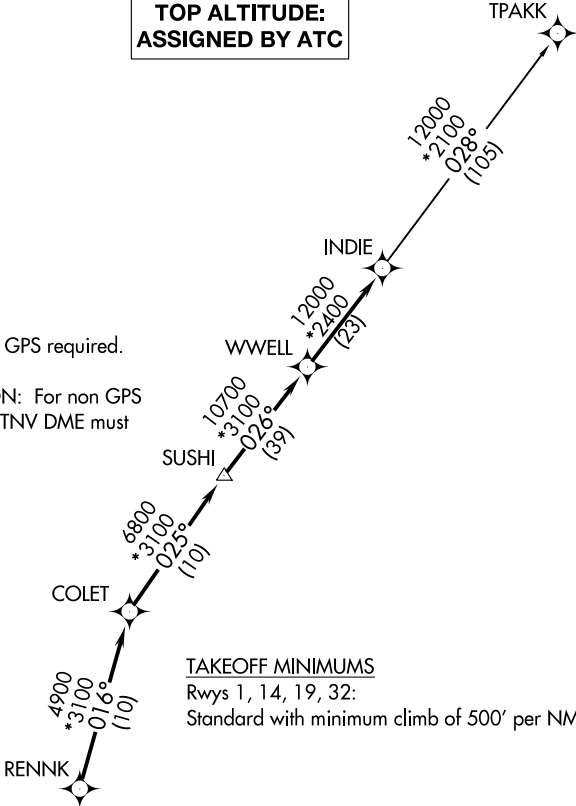 TOP ALTITUDE:
ASSIGNED BY ATC
TPAKK
12000
*2100
028°
(105)
INDIE
12000
*2400
(23)
GPS required.
WWELL
N: For non GPS
TNV DME must
10700
*3100
026°
(39)
SUSHI
6800
*3100
025°
(10)
COLET
TAKEOFF MINIMUMS
Rwys 1, 14, 19, 32:
Standard with minimum climb of 500' per NM
4900
*3100
016°
(10)
RENNK